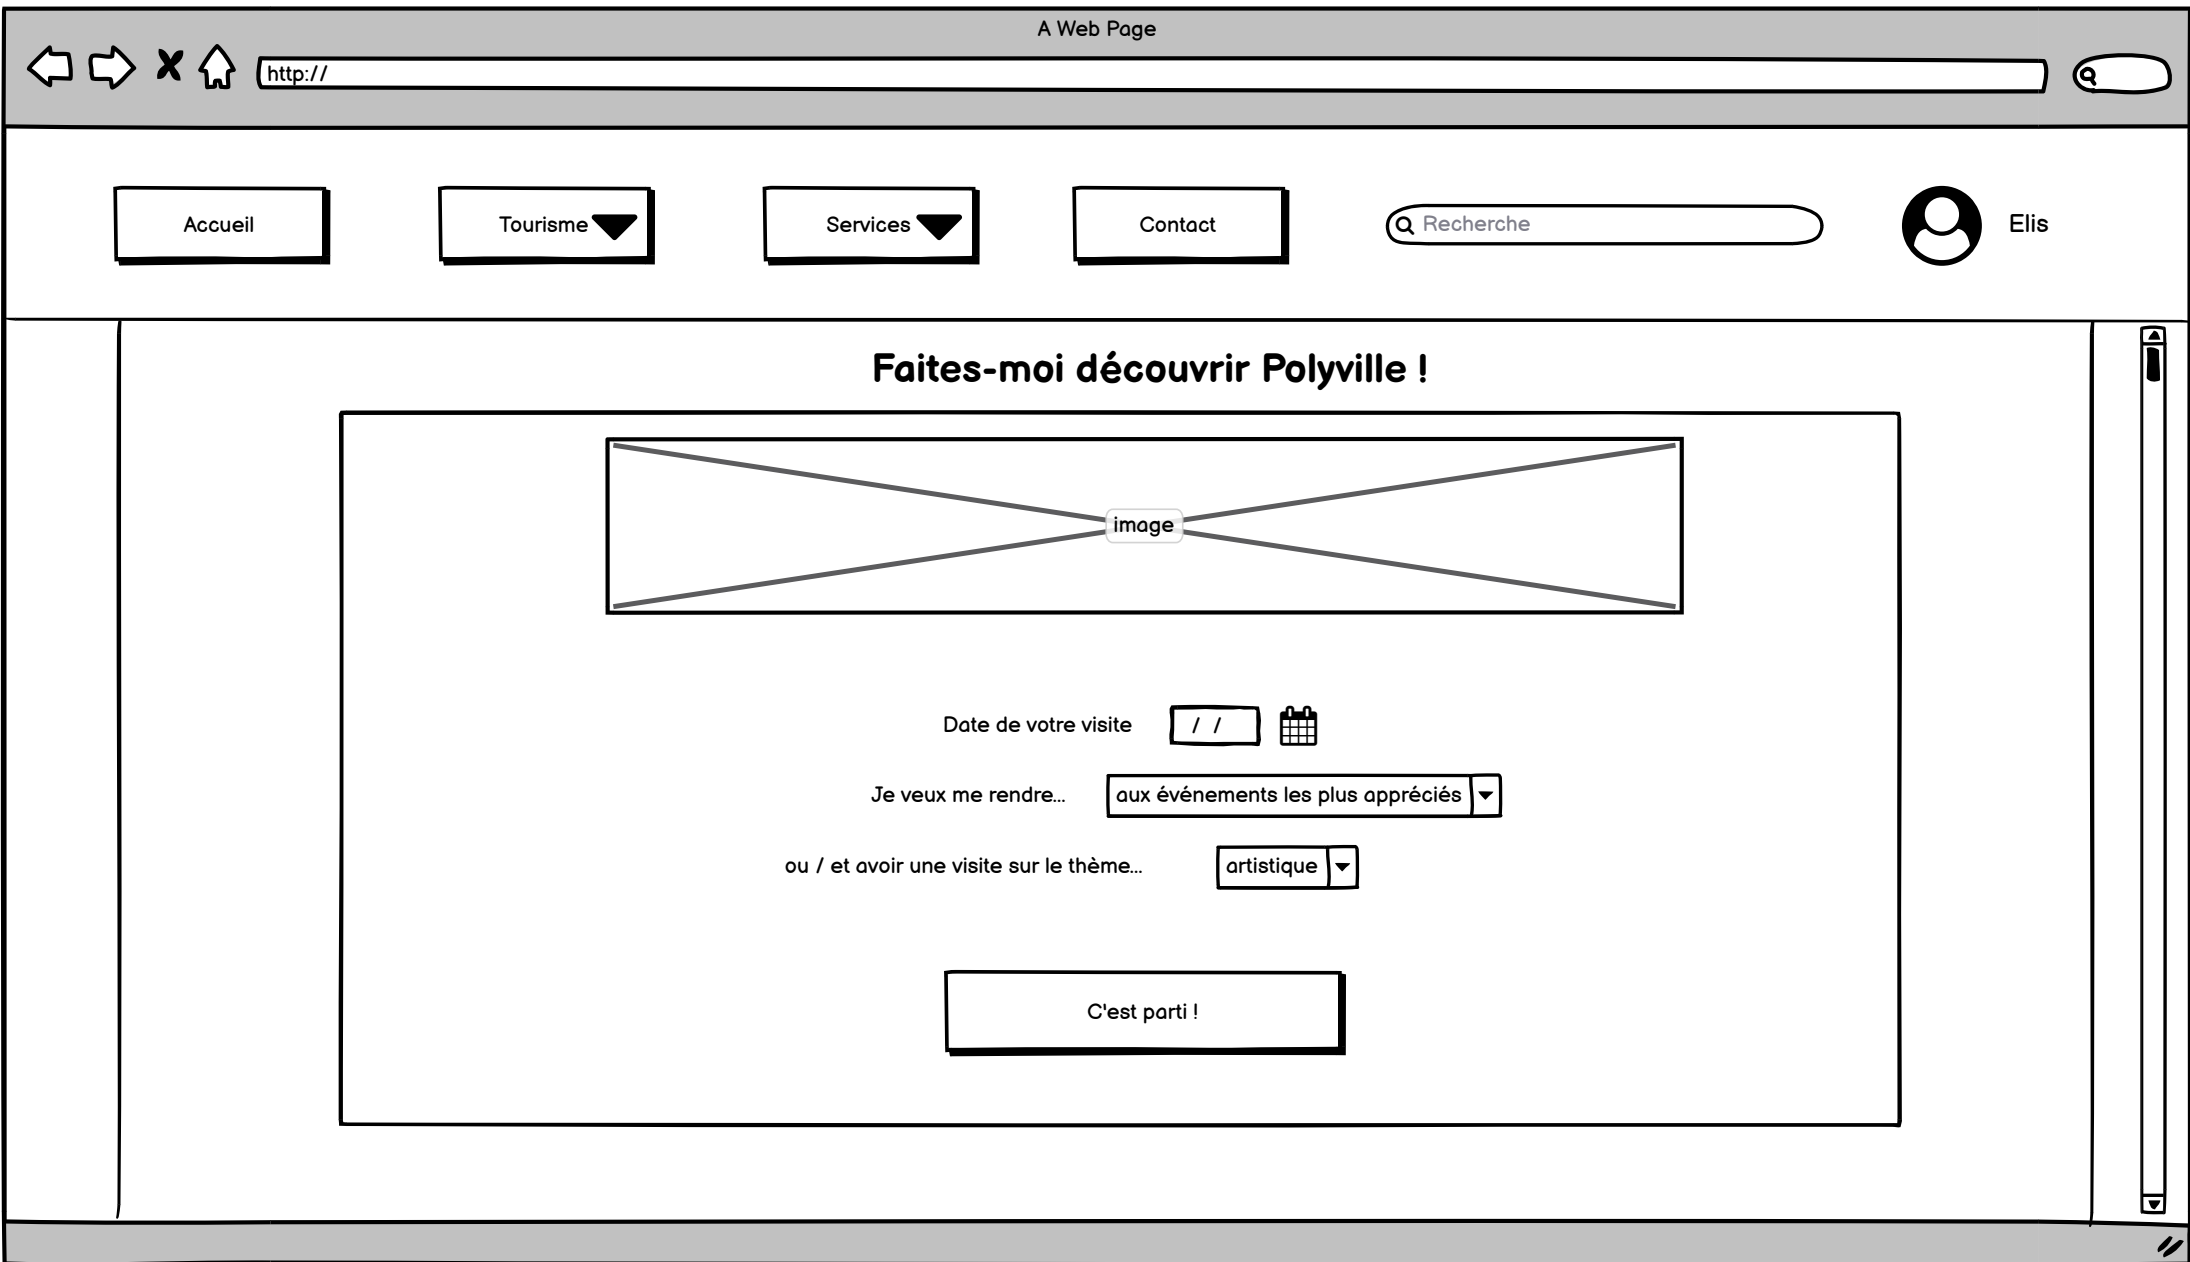 A Web Page
http://
Accueil
Tourisme
Services
Contact
Recherche
Elis
Faites-moi découvrir Polyville !
image
Date de votre visite
/ /
Je veux me rendre...
aux événements les plus appréciés
ou / et avoir une visite sur le thème...
artistique
C'est parti !